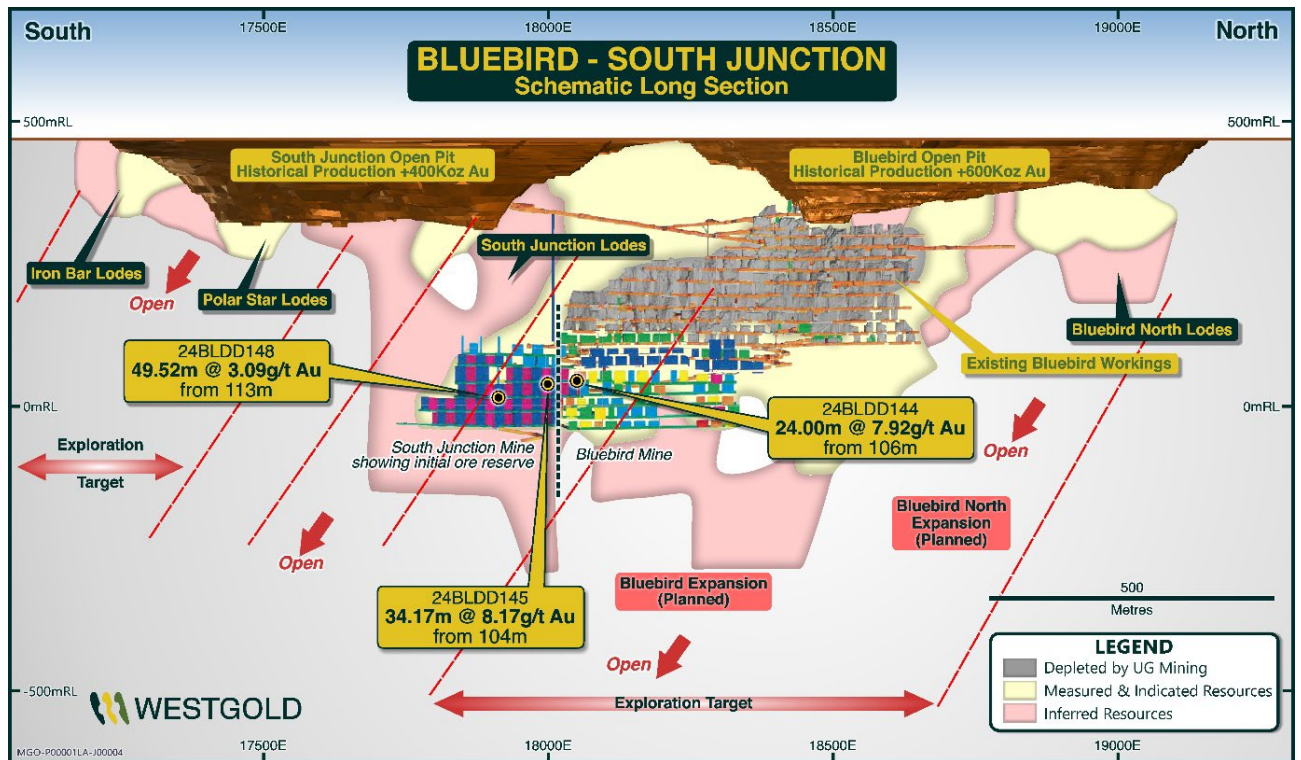 South
17500E
18000E
18500E
19000E
North
BLUEBIRD - SOUTH JUNCTION
Schematic Long Section
500mRL
500mRL
South Junction Open Pit
Historical Production +400Koz Au
Bluebird Open Pit
Historical Production +600Koz Au
South Junction Lodes
Iron Bar Lodes
Open
Polar Star Lodes
Bluebird North Lodes
24BLDD148
49.52m @ 3.09g/t Au
from 113m
Existing Bluebird Workings
0mRL
0mRL
24BLDD144
24.00m @ 7.92g/t Au
from 106m
Exploration
Target
South Junction Mine
showing initial ore reserve
Bluebird Mine
Open
Bluebird North
Expansion
(Planned)
Open
Bluebird Expansion
(Planned)
24BLDD145
34.17m @ 8.17g/t Au
from 104m
500
Metres
Open
LEGEND
Depleted by UG Mining
Measured & Indicated Resources
Inferred Resources
-500mRL
Exploration Target
WESTGOLD
MGO-P00001LA-J00004
17500E
18000E
18500E
19000E